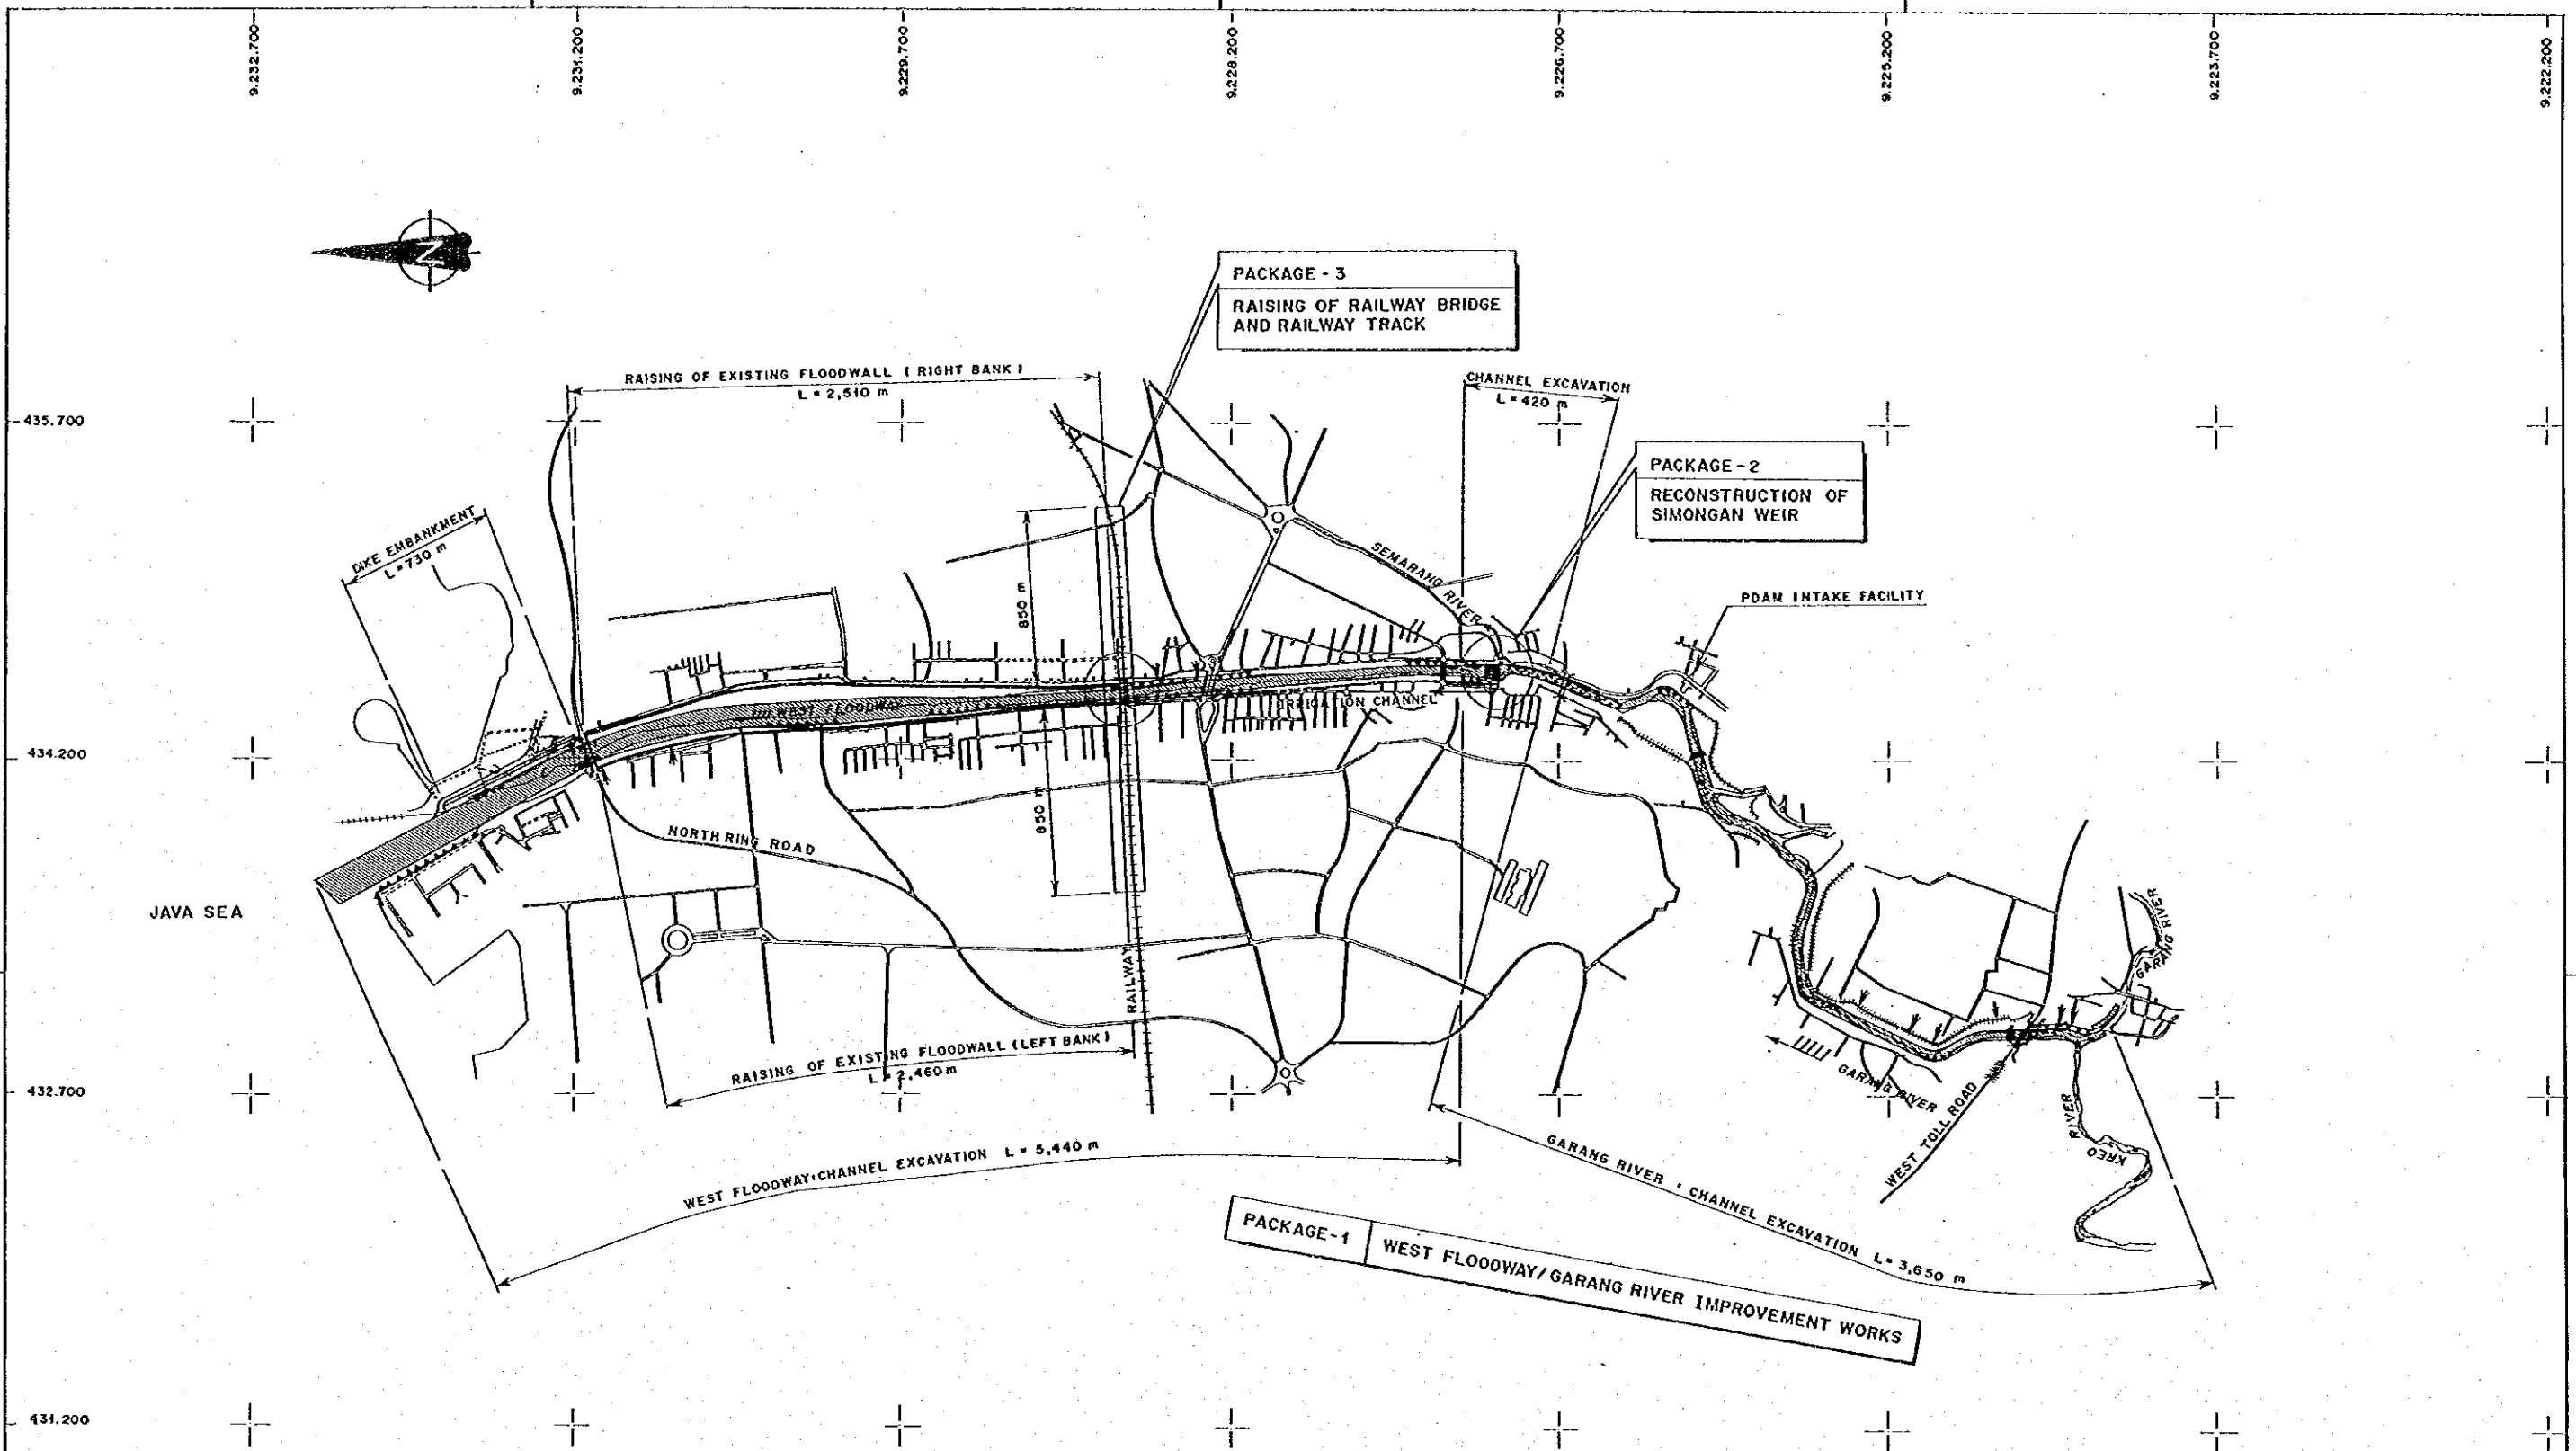 9.232.700
9.231.200
9.229.700
9.228.200
9.226.700
9.225.200
9.223.700
9.222.200
N
PACKAGE - 3
RAISING OF RAILWAY BRIDGE
AND RAILWAY TRACK
RAISING OF EXISTING FLOODWALL ( RIGHT BANK )
L = 2,510 m
CHANNEL EXCAVATION
L = 420 m
435.700
PACKAGE - 2
RECONSTRUCTION OF
SIMONGAN WEIR
DIKE EMBANKMENT
L = 730 m
SEMARANG RIVER
850 m
PDAM INTAKE FACILITY
WEST FLOODWAY
IRRIGATION CHANNEL
434.200
850 m
NORTH RING ROAD
JAVA SEA
GARANG RIVER
RAILWAY
RAISING OF EXISTING FLOODWALL (LEFT BANK)
L = 2,460 m
GARANG RIVER
432.700
WEST TOLL ROAD
KREO RIVER
WEST FLOODWAY : CHANNEL EXCAVATION L = 5,440 m
GARANG RIVER : CHANNEL EXCAVATION L = 3,650 m
PACKAGE-1 WEST FLOODWAY/GARANG RIVER IMPROVEMENT WORKS
431.200